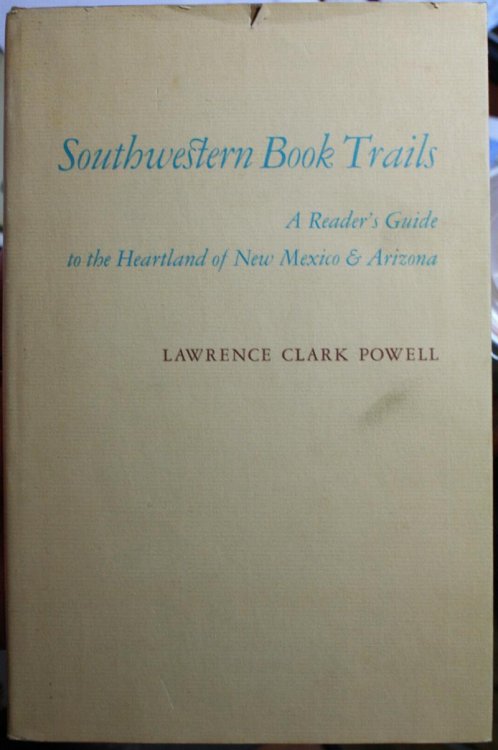 Southwestern Book Trails
A Reader's Guide
to the Heartland of New Mexico & Arizona
LAWRENCE CLARK POWELL